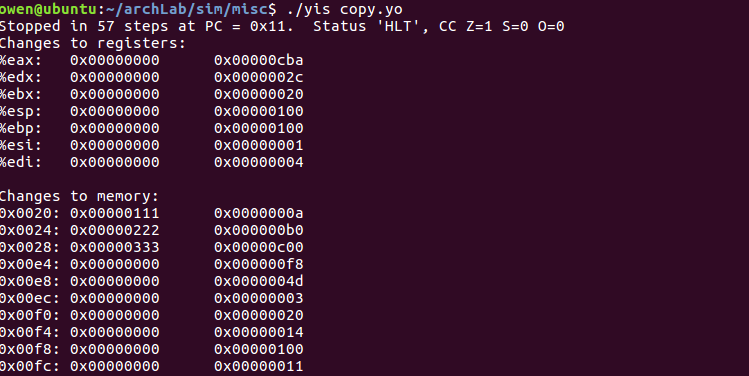 owen@ubuntu:~/archLab/sim/misc$ ./yis copy.yo
Stopped in 57 steps at PC = 0x11.  Status 'HLT', CC Z=1 S=0 O=0
Changes to registers:
%eax:   0x00000000      0x00000cba
%edx:   0x00000000      0x0000002c
%ebx:   0x00000000      0x00000020
%esp:   0x00000000      0x00000100
%ebp:   0x00000000      0x00000100
%esi:   0x00000000      0x00000001
%edi:   0x00000000      0x00000004
Changes to memory:
0x0020: 0x00000111      0x0000000a
0x0024: 0x00000222      0x000000b0
0x0028: 0x00000333      0x00000c00
0x00e4: 0x00000000      0x000000f8
0x00e8: 0x00000000      0x0000004d
0x00ec: 0x00000000      0x00000003
0x00f0: 0x00000000      0x00000020
0x00f4: 0x00000000      0x00000014
0x00f8: 0x00000000      0x00000100
0x00fc: 0x00000000      0x00000011